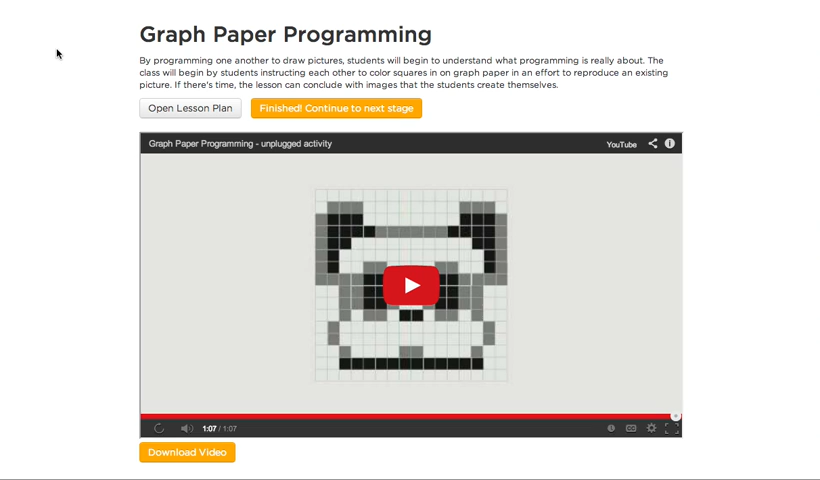 Graph Paper Programming
By programming one another to draw pictures, students will begin to understand what programming is really about. The
class will begin by students instructing each other to color squares in on graph paper in an effort to reproduce an existing
picture. If there's time, the lesson can conclude with images that the students create themselves.
Open Lesson Plan Finished! Continue to next stage
Graph Paper Programming - unplugged activity YouTube
1:07 / 1:07
Download Video